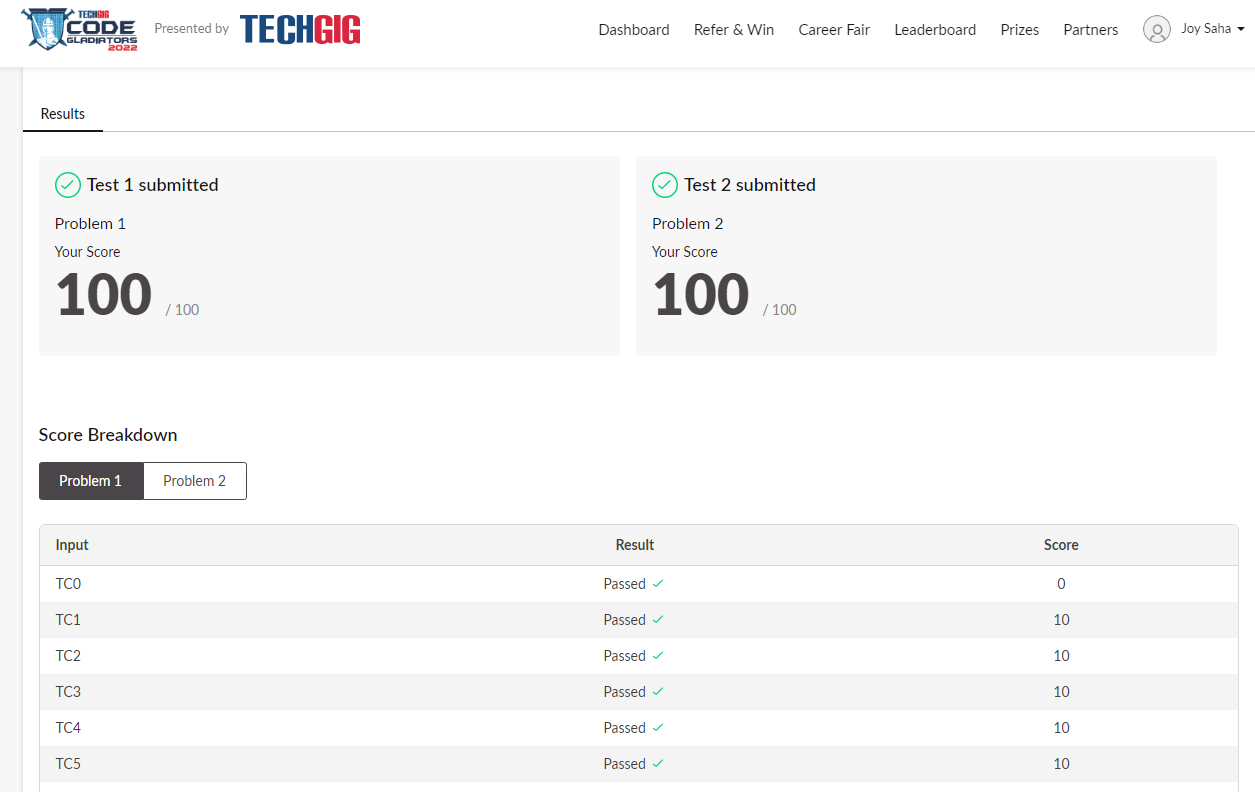 TECHGIG
CODE
GLADIATORS
2022
Presented by TECHGIG
Dashboard Refer & Win Career Fair Leaderboard Prizes Partners Joy Saha
Results
Test 1 submitted
Problem 1
Your Score
100 / 100
Test 2 submitted
Problem 2
Your Score
100 / 100
Score Breakdown
Problem 1 Problem 2
Input Result Score
TC0 Passed 0
TC1 Passed 10
TC2 Passed 10
TC3 Passed 10
TC4 Passed 10
TC5 Passed 10